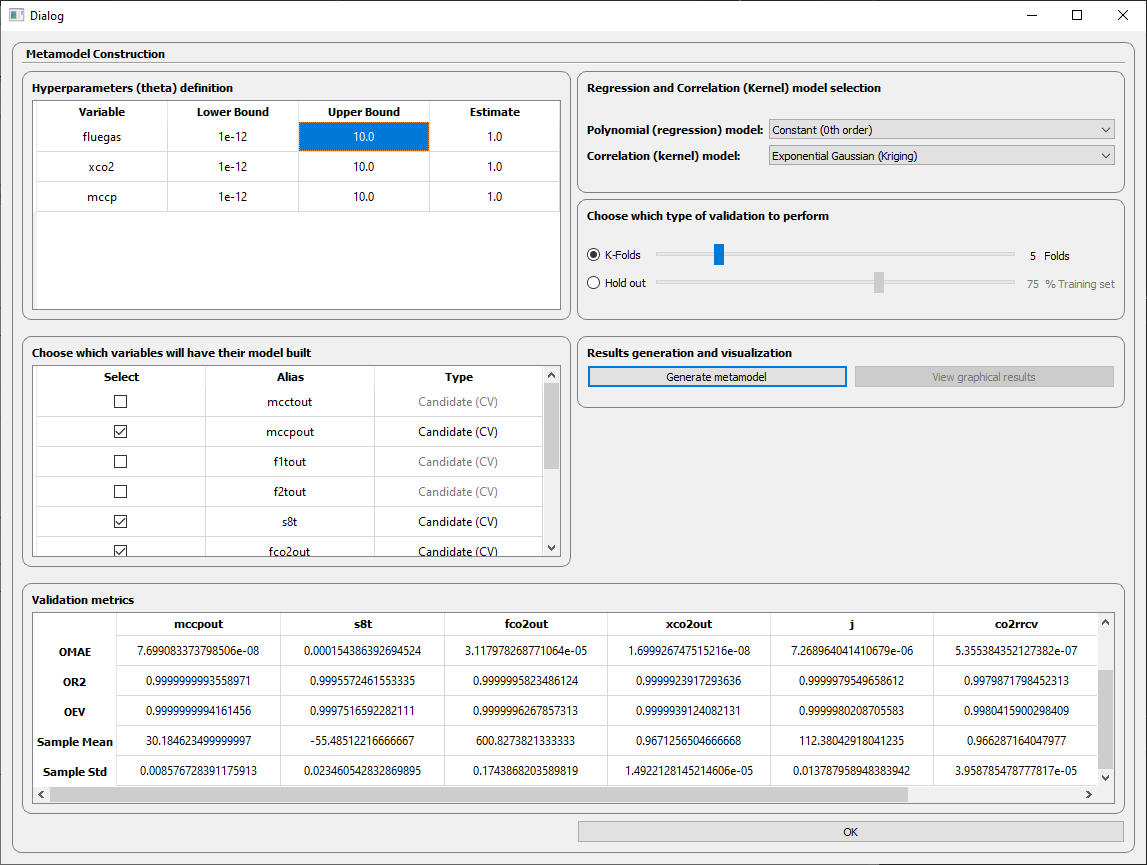 Dialog
Metamodel Construction
Hyperparameters (theta) definition
Variable Lower Bound Upper Bound Estimate
fluegas 1e-12 10.0 1.0
xco2 1e-12 10.0 1.0
mccp 1e-12 10.0 1.0
Regression and Correlation (Kernel) model selection
Polynomial (regression) model: Constant (0th order)
Correlation (kernel) model: Exponential Gaussian (Kriging)
Choose which type of validation to perform
K-Folds 5 Folds
Hold out 75 % Training set
Choose which variables will have their model built
Select Alias Type
mcctout Candidate (CV)
mccpout Candidate (CV)
f1tout Candidate (CV)
f2tout Candidate (CV)
s8t Candidate (CV)
fco2out Candidate (CV)
Results generation and visualization
Generate metamodel View graphical results
Validation metrics
mccpout s8t fco2out xco2out j co2rrcv
OMAE 7.699083373798506e-08 0.000154386392694524 3.117978268771064e-05 1.699926747515216e-08 7.268964041410679e-06 5.355384352127382e-07
OR2 0.9999999993558971 0.9995572461553335 0.9999995823486124 0.9999923917293636 0.9999979549658612 0.9979871798452313
OEV 0.9999999994161456 0.9997516592282111 0.9999996267857313 0.9999939124082131 0.9999980208705583 0.9980415900298409
Sample Mean 30.184623499999997 -55.48512216666667 600.8273821333333 0.9671256504666668 112.38042918041235 0.966287164047977
Sample Std 0.008576728391175913 0.023460542832869895 0.1743868203589819 1.4922128145214606e-05 0.013787958948383942 3.958785478777817e-05
OK